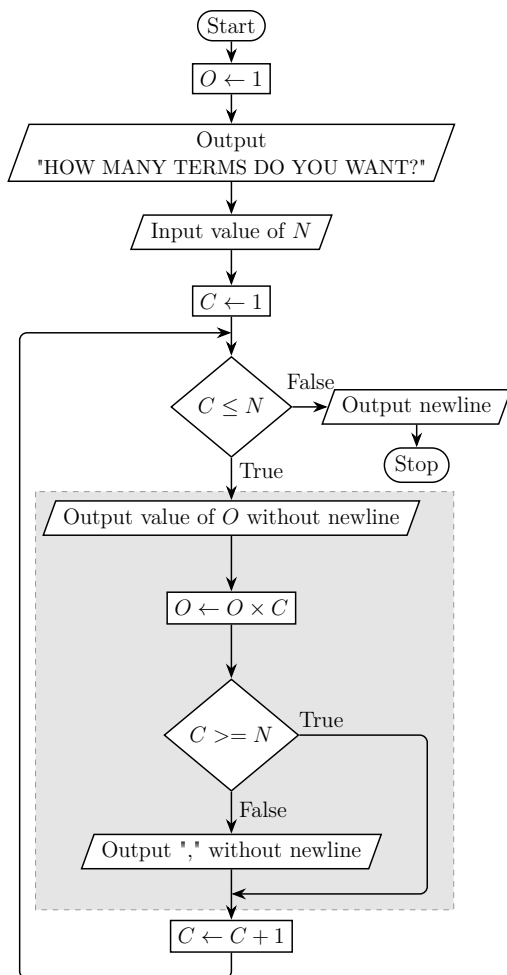 Start
O ← 1
Output
"HOW MANY TERMS DO YOU WANT?"
Input value of N
C ← 1
C ≤ N
False
Output newline
Stop
True
Output value of O without newline
O ← O × C
C >= N
True
False
Output "," without newline
C ← C + 1